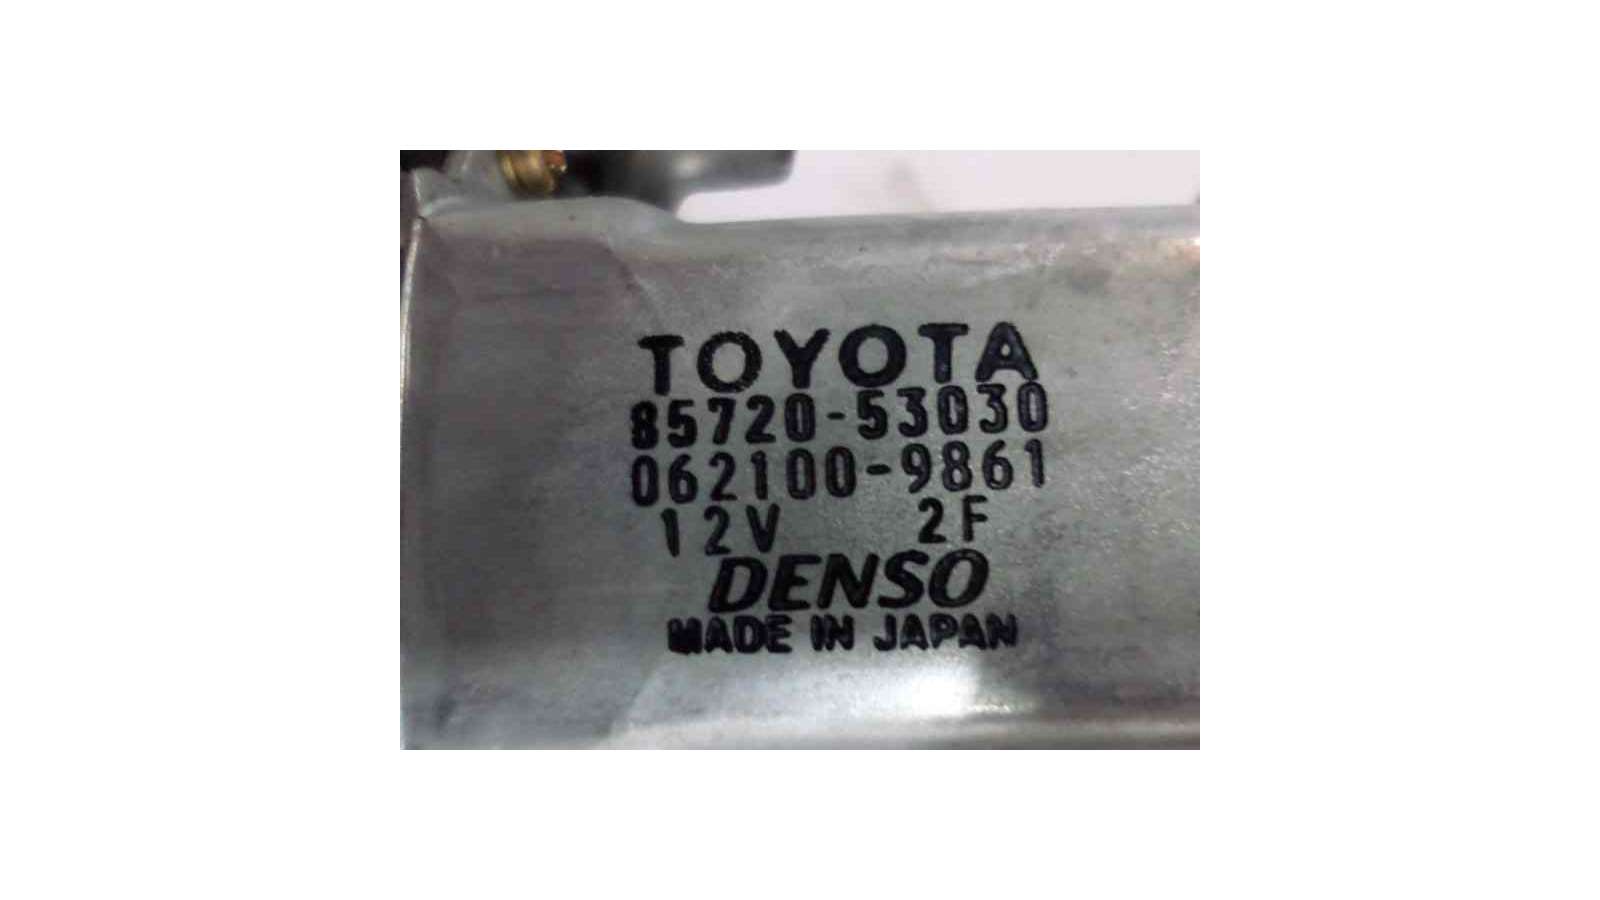 TOYOTA
85720-53030
062100-9861
12V 2F
DENSO
MADE IN JAPAN